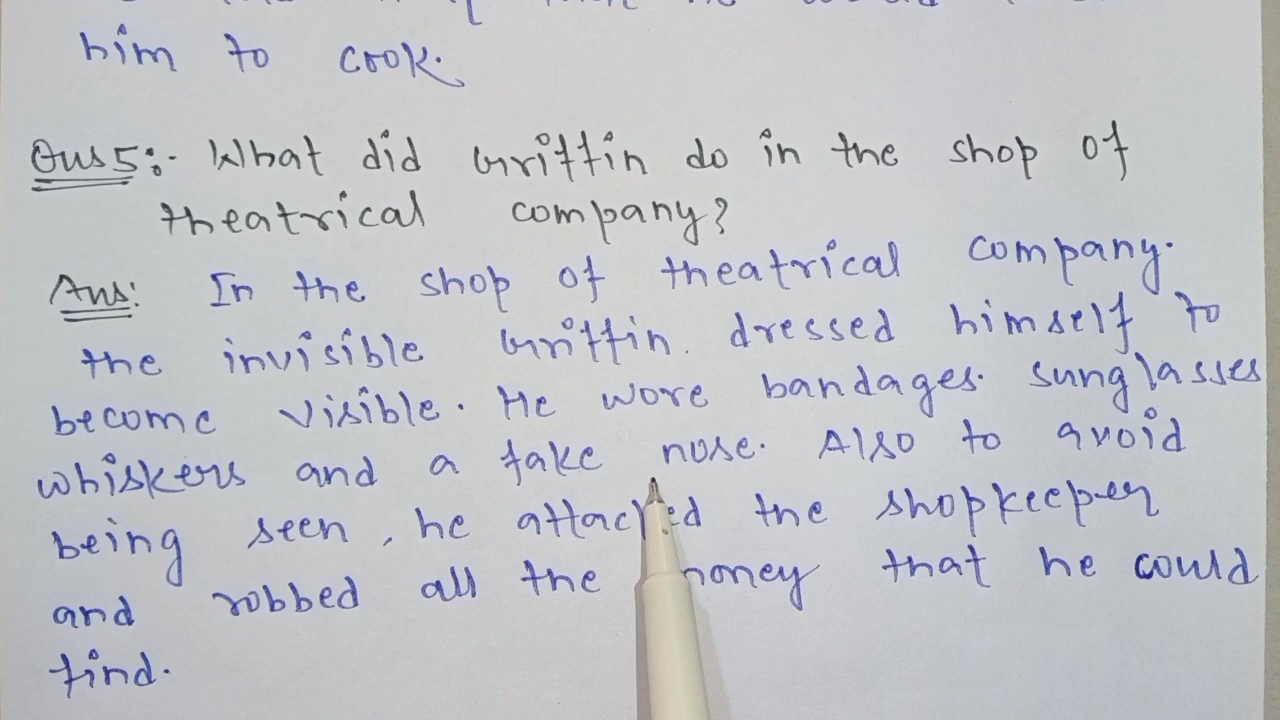 him to cook.
Qus 5:- What did Griffin do in the shop of
theatrical company?
Ans: In the shop of theatrical company.
the invisible Griffin. dressed himself to
become visible. He wore bandages. sunglasses
whiskers and a fake nose. Also to avoid
being seen, he attacked the shopkeeper
and robbed all the money that he could
find.